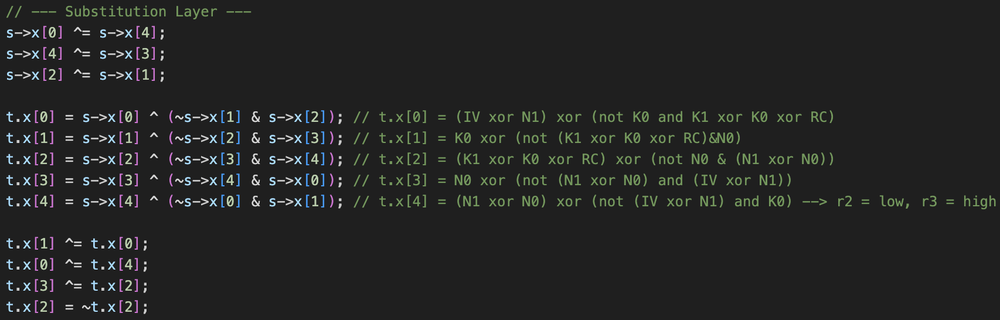 // --- Substitution Layer ---
s->x[0] ^= s->x[4];
s->x[4] ^= s->x[3];
s->x[2] ^= s->x[1];
t.x[0] = s->x[0] ^ (~s->x[1] & s->x[2]); // t.x[0] = (IV xor N1) xor (not K0 and K1 xor K0 xor RC)
t.x[1] = s->x[1] ^ (~s->x[2] & s->x[3]); // t.x[1] = K0 xor (not (K1 xor K0 xor RC)&N0)
t.x[2] = s->x[2] ^ (~s->x[3] & s->x[4]); // t.x[2] = (K1 xor K0 xor RC) xor (not N0 & (N1 xor N0))
t.x[3] = s->x[3] ^ (~s->x[4] & s->x[0]); // t.x[3] = N0 xor (not (N1 xor N0) and (IV xor N1))
t.x[4] = s->x[4] ^ (~s->x[0] & s->x[1]); // t.x[4] = (N1 xor N0) xor (not (IV xor N1) and K0) --> r2 = low, r3 = high
t.x[1] ^= t.x[0];
t.x[0] ^= t.x[4];
t.x[3] ^= t.x[2];
t.x[2] = ~t.x[2];